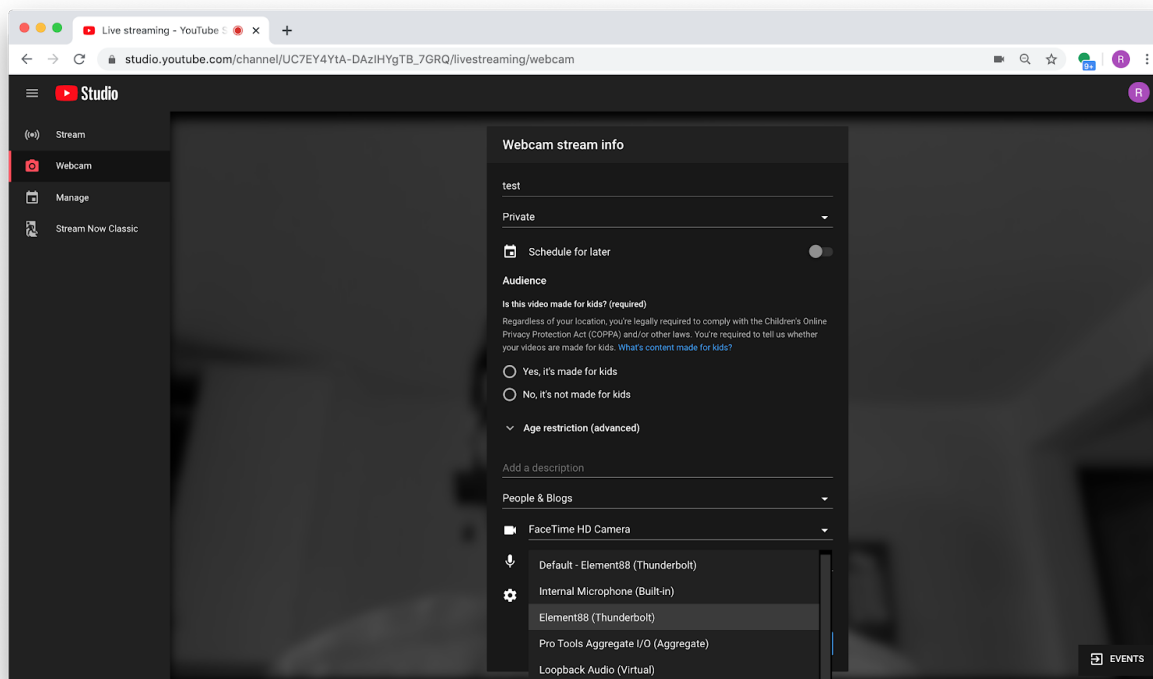 Live streaming - YouTube S
studio.youtube.com/channel/UC7EY4YtA-DAzIHYgTB_7GRQ/livestreaming/webcam
9+
R
Studio
R
Stream
Webcam
Manage
Stream Now Classic
Webcam stream info
test
Private
Schedule for later
Audience
Is this video made for kids? (required)
Regardless of your location, you're legally required to comply with the Children's Online
Privacy Protection Act (COPPA) and/or other laws. You're required to tell us whether
your videos are made for kids. What's content made for kids?
Yes, it's made for kids
No, it's not made for kids
Age restriction (advanced)
Add a description
People & Blogs
FaceTime HD Camera
Default - Element88 (Thunderbolt)
Internal Microphone (Built-in)
Element88 (Thunderbolt)
Pro Tools Aggregate I/O (Aggregate)
Loopback Audio (Virtual)
EVENTS